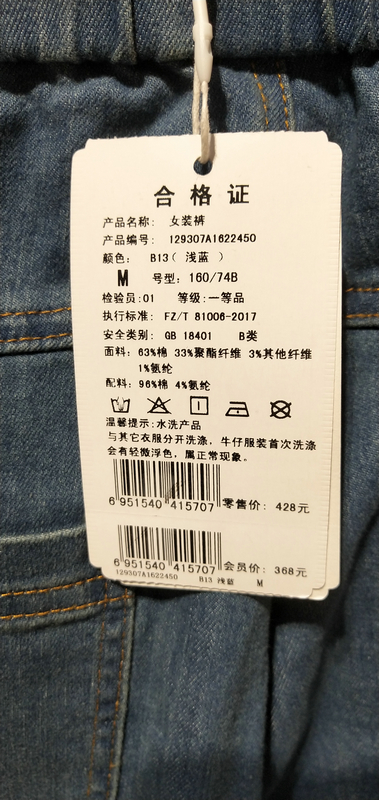 合格证
产品名称: 女装裤
产品编号: 129307A1622450
颜色: B13( 浅蓝 )
M 号型: 160/74B
检验员:01 等级:一等品
执行标准: FZ/T 81006-2017
安全类别: GB 18401 B类
面料: 63%棉 33%聚酯纤维 3%其他纤维
1%氨纶
配料: 96%棉 4%氨纶
温馨提示:水洗产品
与其它衣服分开洗涤, 牛仔服装首次洗涤
会有轻微浮色, 属正常现象。
6 951540 415707 零售价: 428元
6 951540 415707 会员价: 368元
129307A1622450 B13 浅蓝 M